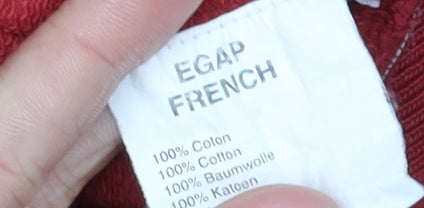 EGAP
FRENCH
100% Coton
100% Cotton
100% Baumwolle
100% Katoen